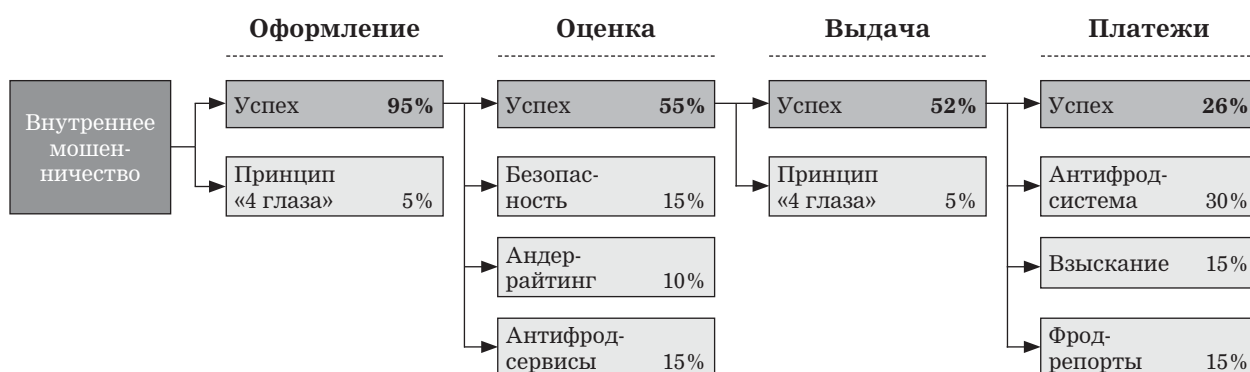 Оформление
Оценка
Выдача
Платежи
Внутреннее
мошен-
ничество
Успех 95%
Принцип
«4 глаза» 5%
Успех 55%
Безопас-
ность 15%
Андер-
райтинг 10%
Антифрод-
сервисы 15%
Успех 52%
Принцип
«4 глаза» 5%
Успех 26%
Антифрод-
система 30%
Взыскание 15%
Фрод-
репорты 15%